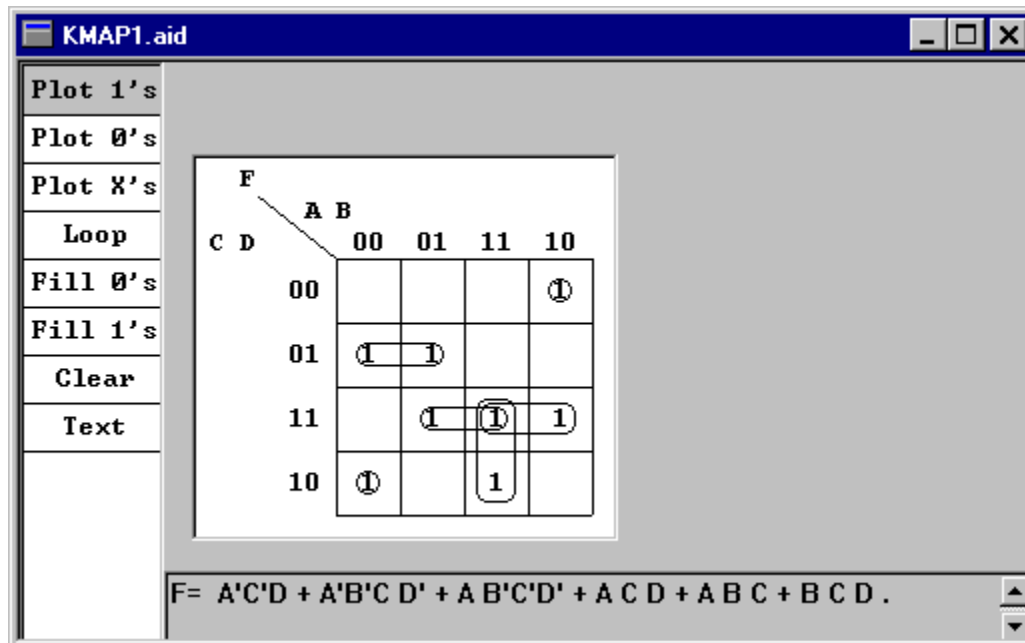 KMAP1.aid
Plot 1's
Plot 0's
Plot X's
Loop
Fill 0's
Fill 1's
Clear
Text
F
A B
C D 00 01 11 10
00 1
01 1 1
11 1 1 1
10 1 1
F= A'C'D + A'B'C D' + A B'C'D' + A C D + A B C + B C D .